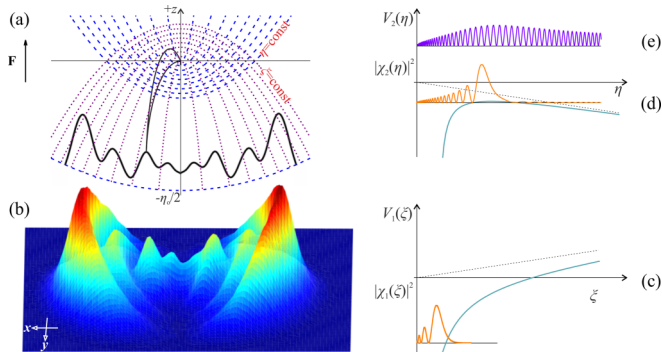 (a)
+z
F
η=const
ξ=const
-η₀/2
(b)
x
y
V₂(η)
(e)
|χ₂(η)|²
η
(d)
V₁(ξ)
|χ₁(ξ)|²
ξ
(c)